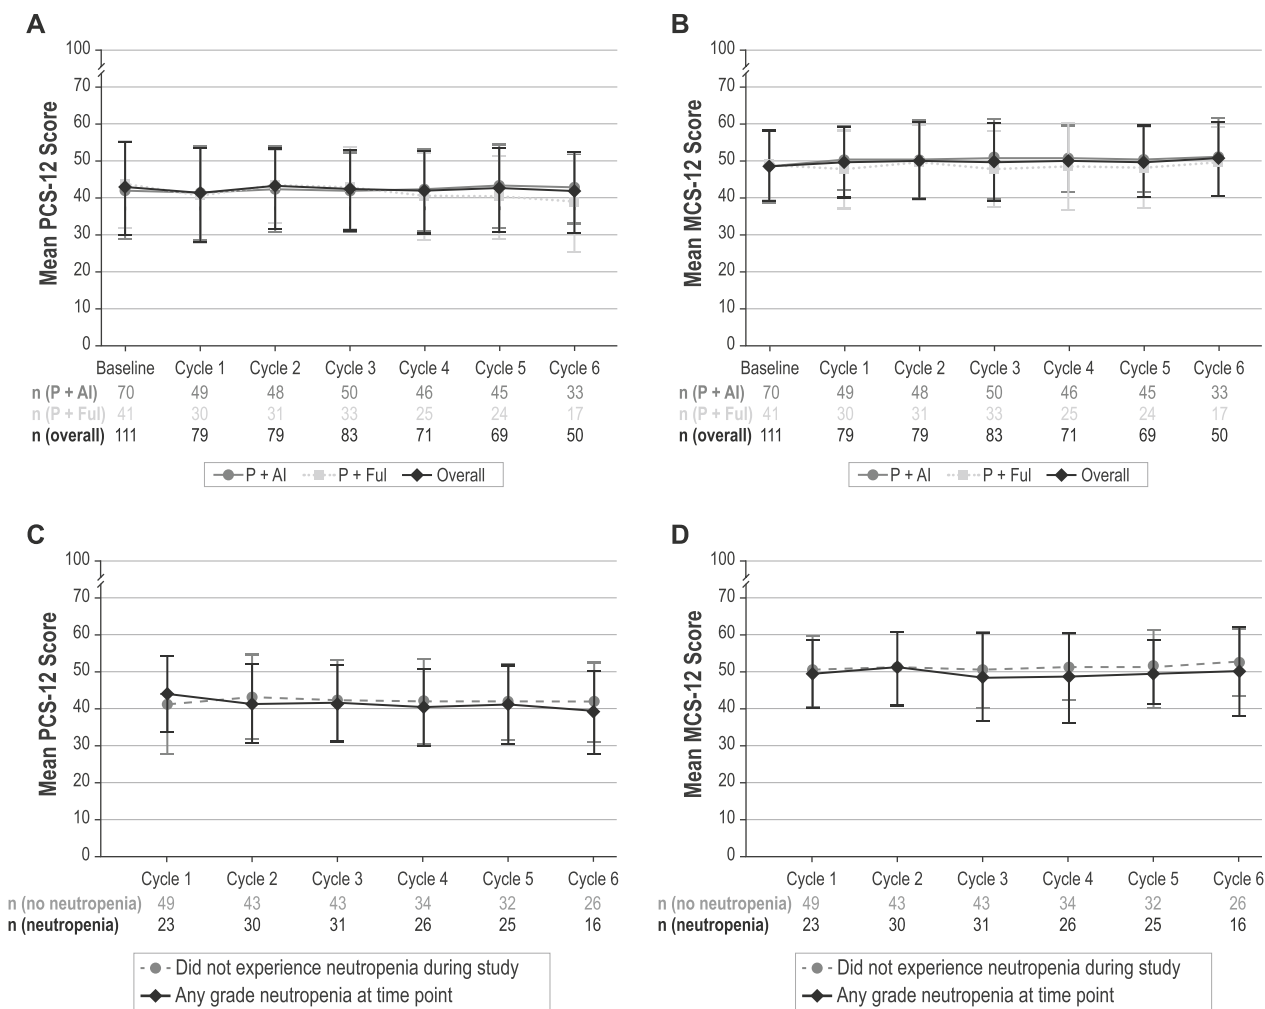 A
100
70
60
50
40
30
20
10
0
Mean PCS-12 Score
Baseline Cycle 1 Cycle 2 Cycle 3 Cycle 4 Cycle 5 Cycle 6
n (P + AI) 70 49 48 50 46 45 33
n (P + Ful) 41 30 31 33 25 24 17
n (overall) 111 79 79 83 71 69 50
P + AI P + Ful Overall
B
100
70
60
50
40
30
20
10
0
Mean MCS-12 Score
Baseline Cycle 1 Cycle 2 Cycle 3 Cycle 4 Cycle 5 Cycle 6
n (P + AI) 70 49 48 50 46 45 33
n (P + Ful) 41 30 31 33 25 24 17
n (overall) 111 79 79 83 71 69 50
P + AI P + Ful Overall
C
100
70
60
50
40
30
20
10
0
Mean PCS-12 Score
Cycle 1 Cycle 2 Cycle 3 Cycle 4 Cycle 5 Cycle 6
n (no neutropenia) 49 43 43 34 32 26
n (neutropenia) 23 30 31 26 25 16
Did not experience neutropenia during study
Any grade neutropenia at time point
D
100
70
60
50
40
30
20
10
0
Mean MCS-12 Score
Cycle 1 Cycle 2 Cycle 3 Cycle 4 Cycle 5 Cycle 6
n (no neutropenia) 49 43 43 34 32 26
n (neutropenia) 23 30 31 26 25 16
Did not experience neutropenia during study
Any grade neutropenia at time point